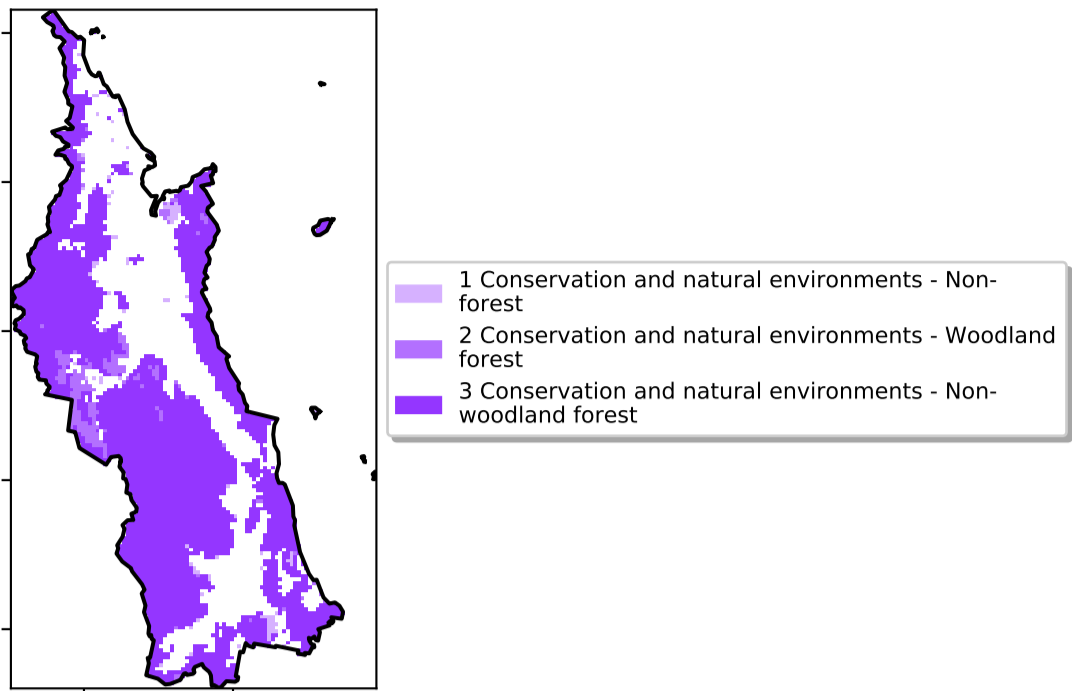 1 Conservation and natural environments - Non-
forest
2 Conservation and natural environments - Woodland
forest
3 Conservation and natural environments - Non-
woodland forest